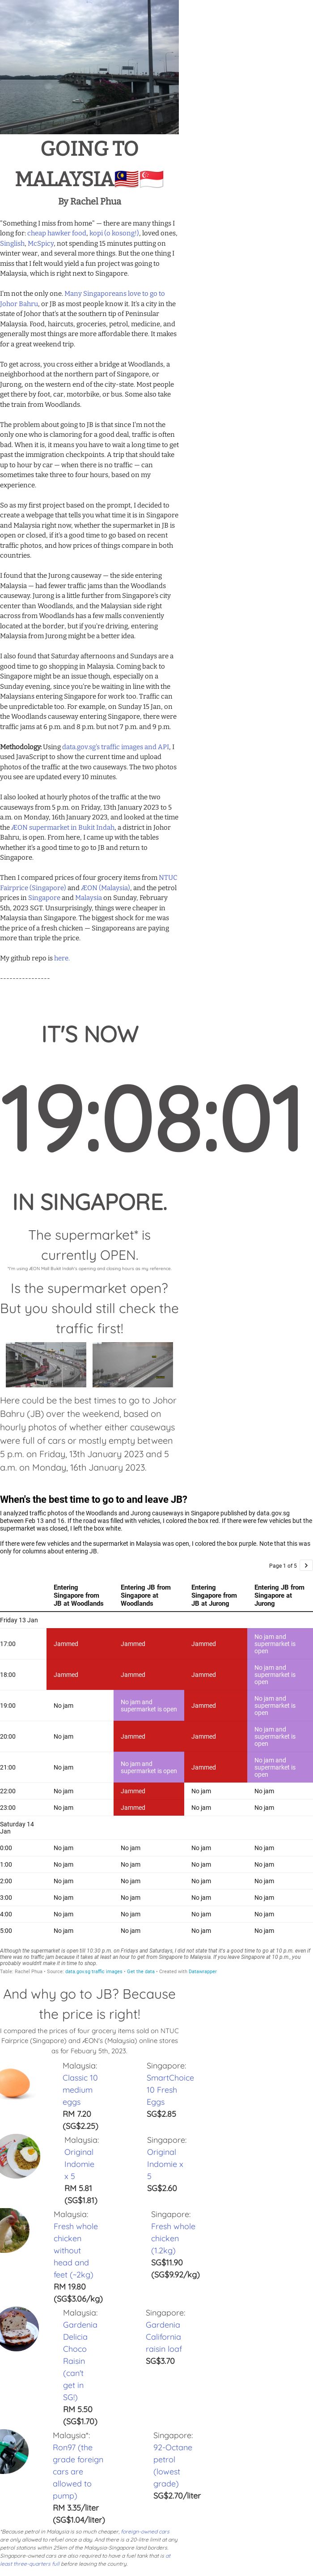 GOING TO
MALAYSIA🇲🇾🇸🇬
By Rachel Phua
"Something I miss from home" — there are many things I
long for: cheap hawker food, kopi (o kosong!), loved ones,
Singlish, McSpicy, not spending 15 minutes putting on
winter wear, and several more things. But the one thing I
miss that I felt would yield a fun project was going to
Malaysia, which is right next to Singapore.
I'm not the only one. Many Singaporeans love to go to
Johor Bahru, or JB as most people know it. It's a city in the
state of Johor that's at the southern tip of Peninsular
Malaysia. Food, haircuts, groceries, petrol, medicine, and
generally most things are more affordable there. It makes
for a great weekend trip.
To get across, you cross either a bridge at Woodlands, a
neighborhood at the northern part of Singapore, or
Jurong, on the western end of the city-state. Most people
get there by foot, car, motorbike, or bus. Some also take
the train from Woodlands.
The problem about going to JB is that since I'm not the
only one who is clamoring for a good deal, traffic is often
bad. When it is, means you have to wait a long time to get
past the immigration checkpoints. A trip that should take
up to hour by car — when there is no traffic — can
sometimes take three to four hours, based on my
experience.
So as my first project based on the prompt, I decided to
create a webpage that tells you what time it is in Singapore
and Malaysia right now, whether the supermarket in JB is
open or closed, if it's a good time to go based on recent
traffic photos, and how prices of things compare in both
countries.
I found that the Jurong causeway — the side entering
Malaysia — had fewer traffic jams than the Woodlands
causeway. Jurong is a little further from Singapore's city
center than Woodlands, and the Malaysian side right
across from Woodlands has a few malls conveniently
located at the border, but if you're driving, entering
Malaysia from Jurong might be a better idea.
I also found that Saturday afternoons and Sundays are a
good time to go shopping in Malaysia. Coming back to
Singapore might be an issue though, especially on a
Sunday evening, since you're be waiting in line with the
Malaysians entering Singapore for work too. Traffic can
be unpredictable too. For example, on Sunday 15 Jan, on
the Woodlands causeway entering Singapore, there were
traffic jams at 6 p.m. and 8 p.m. but not 7 p.m. and 9 p.m.
Methodology: Using data.gov.sg's traffic images and API, I
used JavaScript to show the current time and upload
photos of the traffic at the two causeways. The two photos
you see are updated every 10 minutes.
I also looked at hourly photos of the traffic at the two
causeways from 5 p.m. on Friday, 13th January 2023 to 5
a.m. on Monday, 16th January 2023, and looked at the time
the ÆON supermarket in Bukit Indah, a district in Johor
Bahru, is open. From here, I came up with the tables
whether it's a good time to go to JB and return to
Singapore.
Then I compared prices of four grocery items from NTUC
Fairprice (Singapore) and ÆON (Malaysia), and the petrol
prices in Singapore and Malaysia on Sunday, February
5th, 2023 SGT. Unsurprisingly, things were cheaper in
Malaysia than Singapore. The biggest shock for me was
the price of a fresh chicken — Singaporeans are paying
more than triple the price.
My github repo is here.
----------------
IT'S NOW
19:08:01
IN SINGAPORE.
The supermarket* is
currently OPEN.
*I'm using ÆON Mall Bukit Indah's opening and closing hours as my reference.
Is the supermarket open?
But you should still check the
traffic first!
Here could be the best times to go to Johor
Bahru (JB) over the weekend, based on
hourly photos of whether either causeways
were full of cars or mostly empty between
5 p.m. on Friday, 13th January 2023 and 5
a.m. on Monday, 16th January 2023.
When's the best time to go to and leave JB?
I analyzed traffic photos of the Woodlands and Jurong causeways in Singapore published by data.gov.sg
between Feb 13 and 16. If the road was filled with vehicles, I colored the box red. If there were few vehicles but the
supermarket was closed, I left the box white.
If there were few vehicles and the supermarket in Malaysia was open, I colored the box purple. Note that this was
only for columns about entering JB.
Page 1 of 5 >
Entering Singapore from JB at Woodlands
Entering JB from Singapore at Woodlands
Entering Singapore from JB at Jurong
Entering JB from Singapore at Jurong
Friday 13 Jan
17:00 Jammed Jammed Jammed No jam and supermarket is open
18:00 Jammed Jammed Jammed No jam and supermarket is open
19:00 No jam No jam and supermarket is open Jammed No jam and supermarket is open
20:00 No jam Jammed Jammed No jam and supermarket is open
21:00 No jam No jam and supermarket is open Jammed No jam and supermarket is open
22:00 No jam Jammed No jam No jam
23:00 No jam Jammed No jam No jam
Saturday 14 Jan
0:00 No jam No jam No jam No jam
1:00 No jam No jam No jam No jam
2:00 No jam No jam No jam No jam
3:00 No jam No jam No jam No jam
4:00 No jam No jam No jam No jam
5:00 No jam No jam No jam No jam
Although the supermarket is open till 10.30 p.m. on Fridays and Saturdays, I did not state that it's a good time to go at 10 p.m. even if
there was no traffic jam because it takes at least an hour to get from Singapore to Malaysia. If you leave Singapore at 10 p.m., you
probably wouldn't make it in time to shop.
Table: Rachel Phua • Source: data.gov.sg traffic images • Get the data • Created with Datawrapper
And why go to JB? Because
the price is right!
I compared the prices of four grocery items sold on NTUC
Fairprice (Singapore) and ÆON's (Malaysia) online stores
as for Febuary 5th, 2023.
Malaysia:
Classic 10
medium
eggs
RM 7.20
(SG$2.25)
Singapore:
SmartChoice
10 Fresh
Eggs
SG$2.85
Malaysia:
Original
Indomie
x 5
RM 5.81
(SG$1.81)
Singapore:
Original
Indomie x
5
SG$2.60
Malaysia:
Fresh whole
chicken
without
head and
feet (~2kg)
RM 19.80
(SG$3.06/kg)
Singapore:
Fresh whole
chicken
(1.2kg)
SG$11.90
(SG$9.92/kg)
Malaysia:
Gardenia
Delicia
Choco
Raisin
(can't
get in
SG!)
RM 5.50
(SG$1.70)
Singapore:
Gardenia
California
raisin loaf
SG$3.70
Malaysia*:
Ron97 (the
grade foreign
cars are
allowed to
pump)
RM 3.35/liter
(SG$1.04/liter)
Singapore:
92-Octane
petrol
(lowest
grade)
SG$2.70/liter
*Because petrol in Malaysia is so much cheaper, foreign-owned cars
are only allowed to refuel once a day. And there is a 20-litre limit at any
petrol stations within 25km of the Malaysia-Singapore land borders.
Singapore-owned cars are also required to have a fuel tank that is at
least three-quarters full before leaving the country.